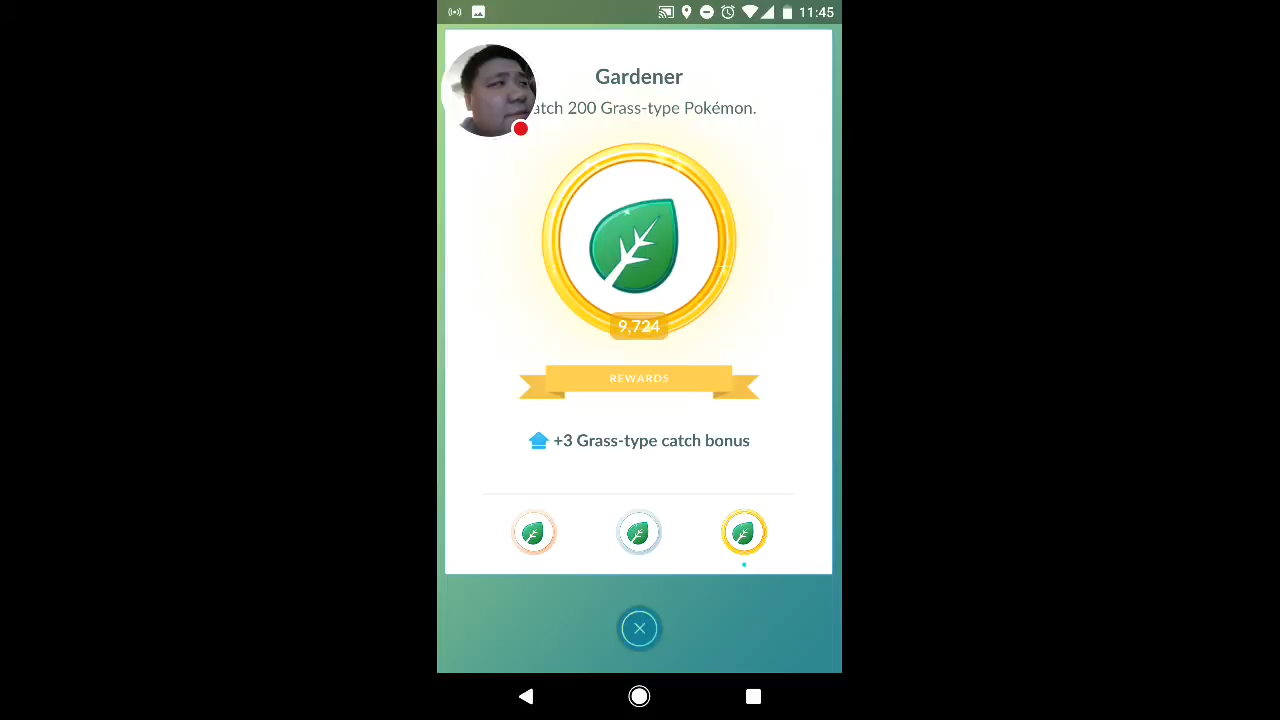 11:45
Gardener
atch 200 Grass-type Pokémon.
9,724
REWARDS
+3 Grass-type catch bonus